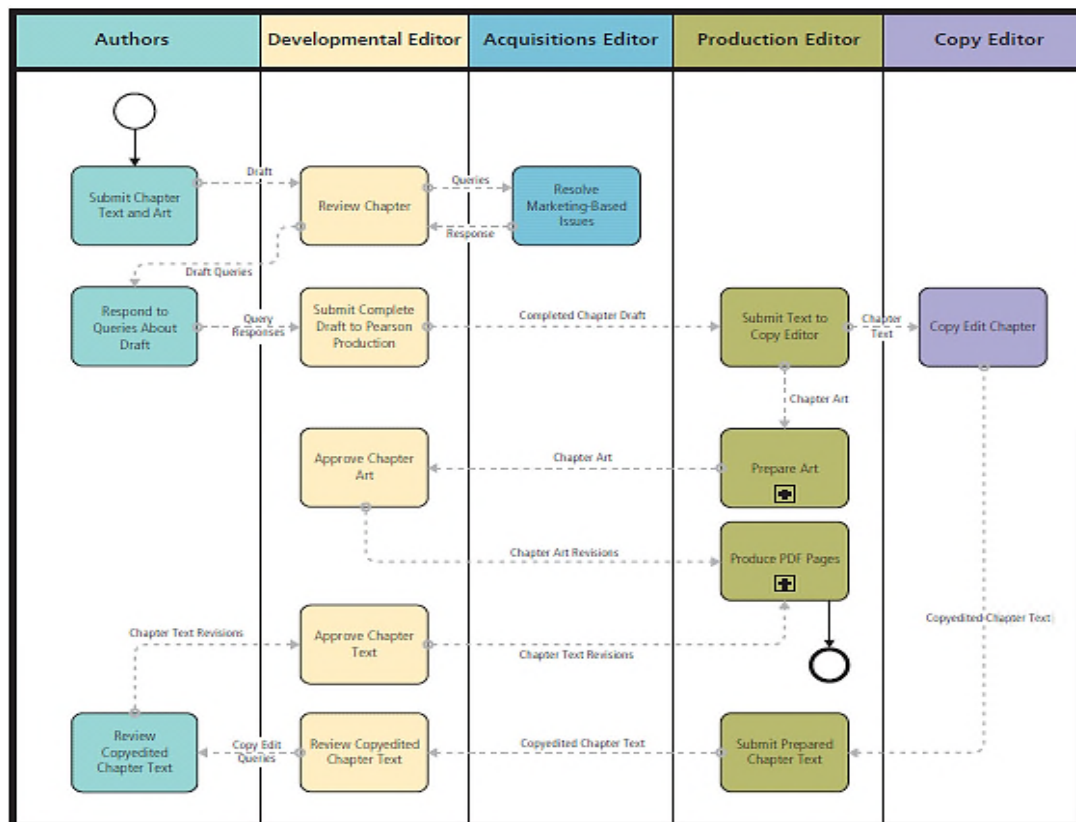 Authors
Developmental Editor
Acquisitions Editor
Production Editor
Copy Editor
Submit Chapter
Text and Art
Draft
Review Chapter
Queries
Response
Resolve
Marketing-Based
Issues
Draft Queries
Respond to
Queries About
Draft
Query
Responses
Submit Complete
Draft to Pearson
Production
Completed Chapter Draft
Submit Text to
Copy Editor
Chapter
Text
Copy Edit Chapter
Chapter Art
Approve Chapter
Art
Chapter Art
Prepare Art
Chapter Art Revisions
Produce PDF Pages
Copyedited Chapter Text
Chapter Text Revisions
Approve Chapter
Text
Chapter Text Revisions
Review
Copyedited
Chapter Text
Copy Edit
Queries
Review Copyedited
Chapter Text
Copyedited Chapter Text
Submit Prepared
Chapter Text